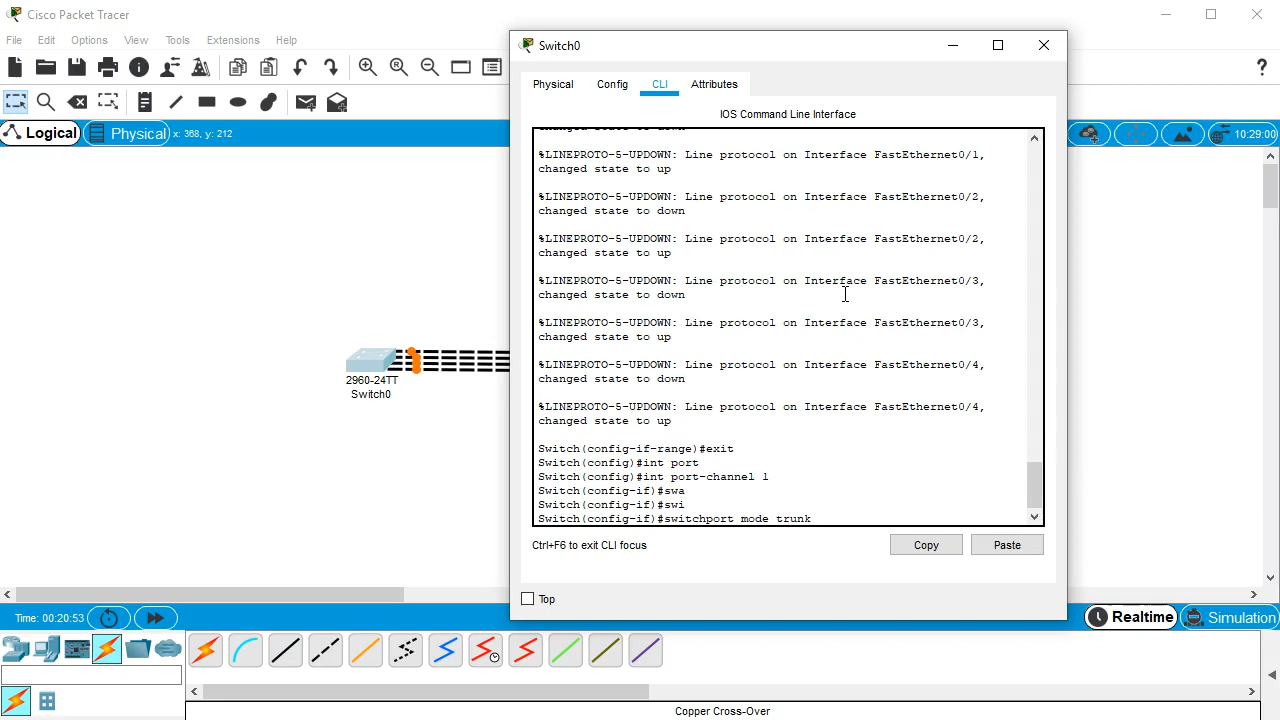 Cisco Packet Tracer
File Edit Options View Tools Extensions Help
Logical Physical x: 368, y: 212
10:29:00
2960-24TT
Switch0
Switch0
Physical Config CLI Attributes
IOS Command Line Interface
changed state to down
%LINEPROTO-5-UPDOWN: Line protocol on Interface FastEthernet0/1,
changed state to up
%LINEPROTO-5-UPDOWN: Line protocol on Interface FastEthernet0/2,
changed state to down
%LINEPROTO-5-UPDOWN: Line protocol on Interface FastEthernet0/2,
changed state to up
%LINEPROTO-5-UPDOWN: Line protocol on Interface FastEthernet0/3,
changed state to down
%LINEPROTO-5-UPDOWN: Line protocol on Interface FastEthernet0/3,
changed state to up
%LINEPROTO-5-UPDOWN: Line protocol on Interface FastEthernet0/4,
changed state to down
%LINEPROTO-5-UPDOWN: Line protocol on Interface FastEthernet0/4,
changed state to up
Switch(config-if-range)#exit
Switch(config)#int port
Switch(config)#int port-channel 1
Switch(config-if)#swa
Switch(config-if)#swi
Switch(config-if)#switchport mode trunk
Ctrl+F6 to exit CLI focus
Copy Paste
Top
Time: 00:20:53
Realtime Simulation
Copper Cross-Over